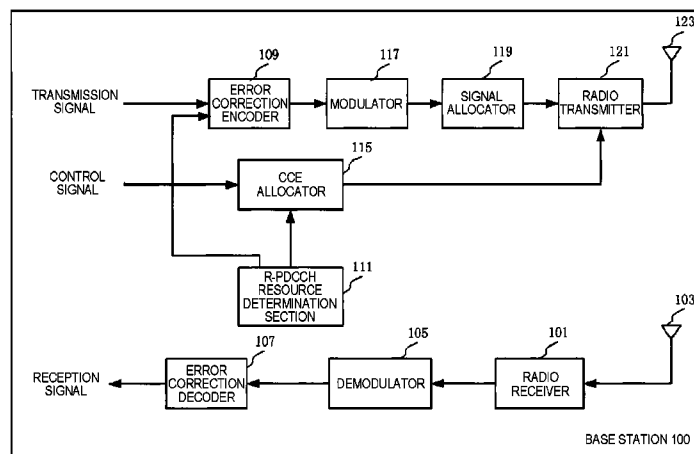 123
109
117
119
121
TRANSMISSION
SIGNAL
ERROR
CORRECTION
ENCODER
MODULATOR
SIGNAL
ALLOCATOR
RADIO
TRANSMITTER
115
CONTROL
SIGNAL
CCE
ALLOCATOR
111
R-PDCCH
RESOURCE
DETERMINATION
SECTION
103
107
105
101
RECEPTION
SIGNAL
ERROR
CORRECTION
DECODER
DEMODULATOR
RADIO
RECEIVER
BASE STATION 100